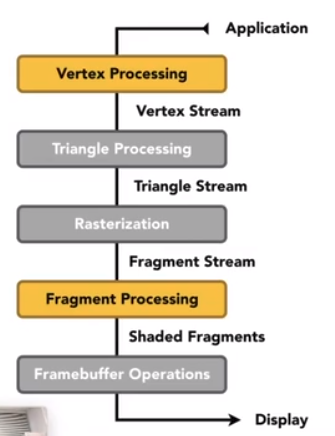 Application
Vertex Processing
Vertex Stream
Triangle Processing
Triangle Stream
Rasterization
Fragment Stream
Fragment Processing
Shaded Fragments
Framebuffer Operations
Display